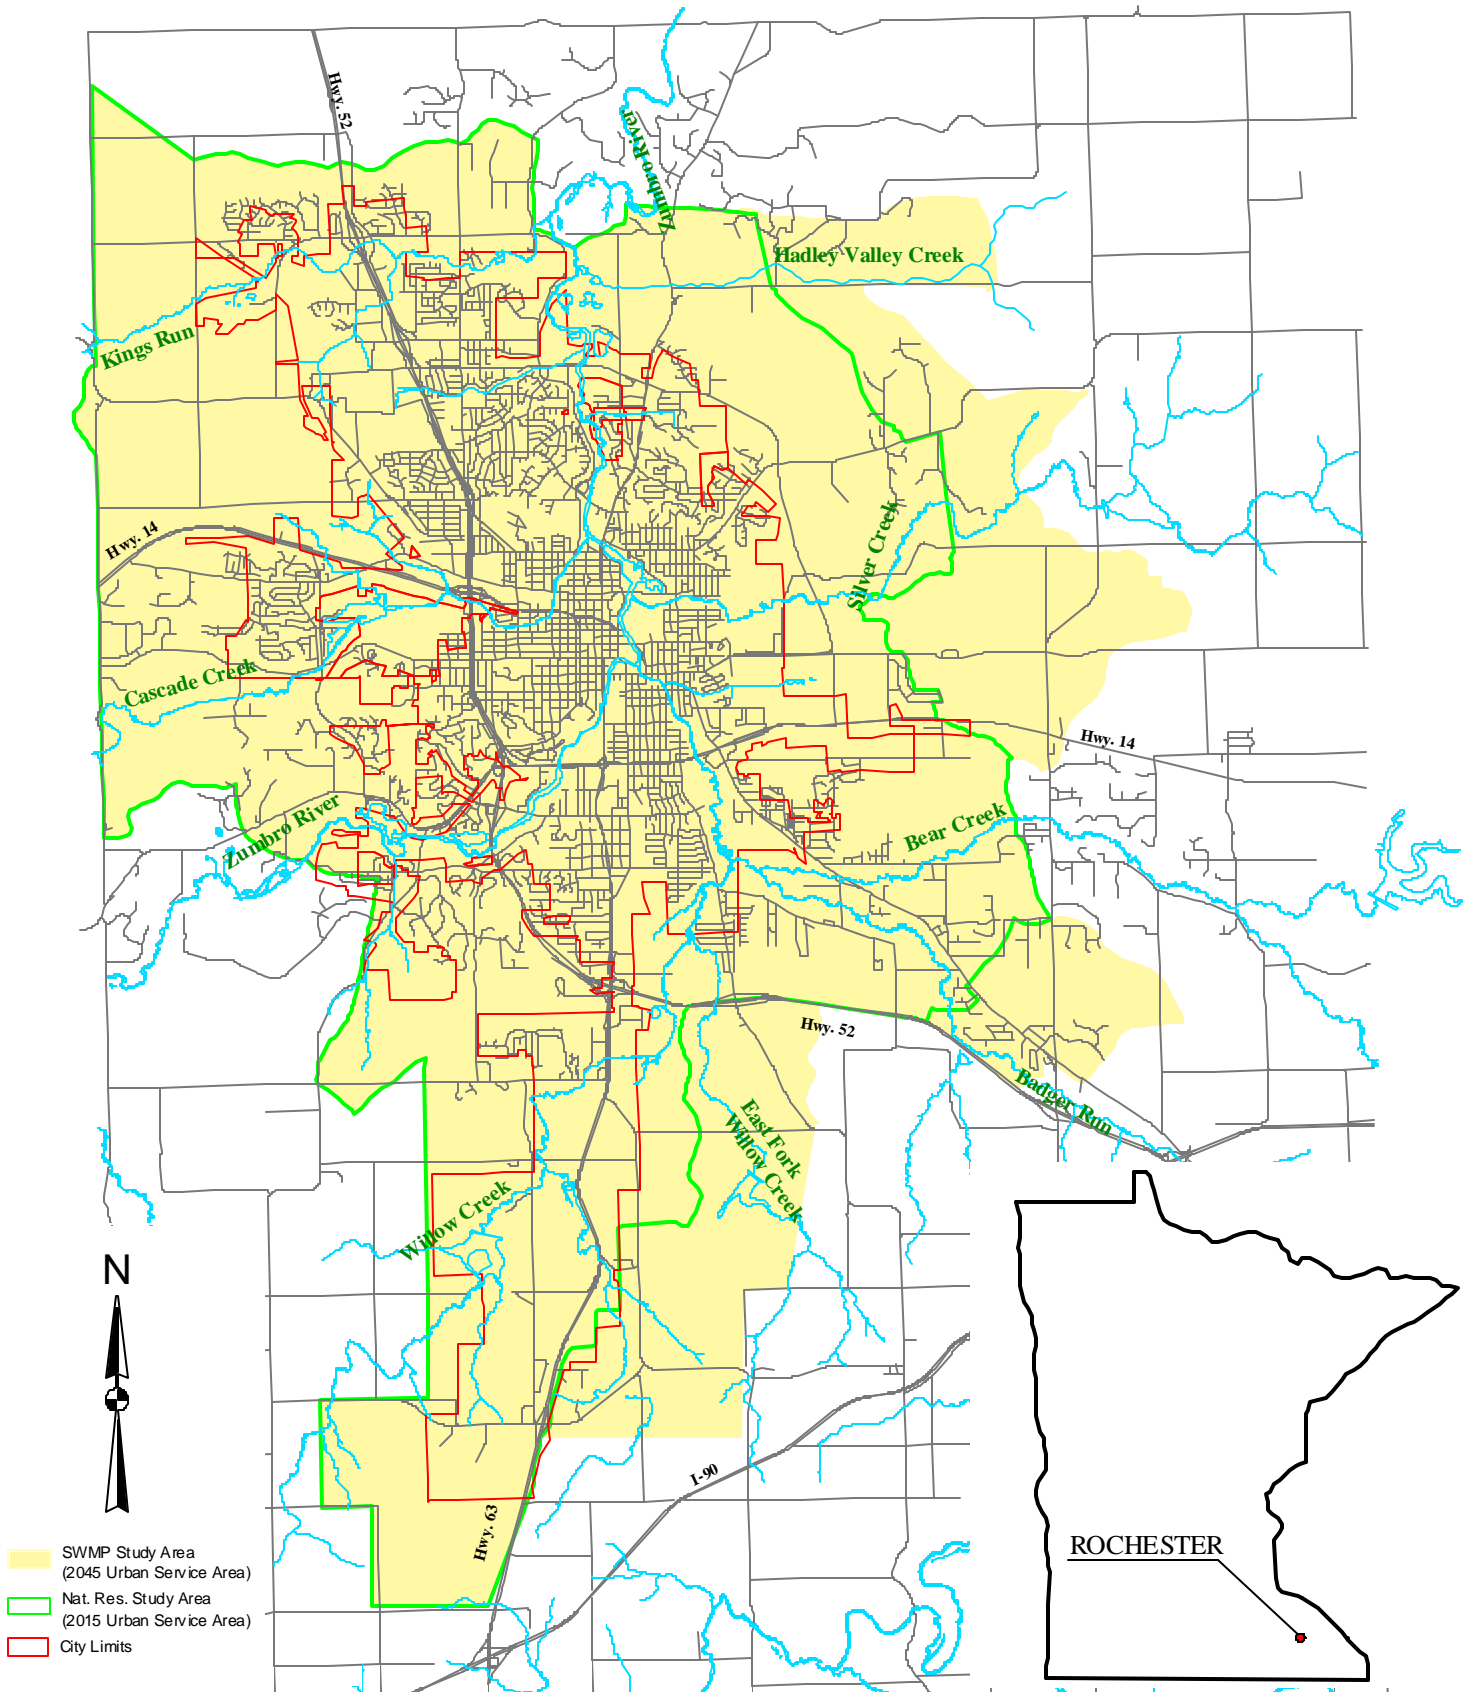 Hwy. 52
Zumbro River
Hadley Valley Creek
Kings Run
Hwy. 14
Silver Creek
Cascade Creek
Hwy. 14
Zumbro River
Bear Creek
Hwy. 52
Badger Run
East Fork
Willow Creek
Willow Creek
N
I-90
Hwy. 63
ROCHESTER
SWMP Study Area
(2045 Urban Service Area)
Nat. Res. Study Area
(2015 Urban Service Area)
City Limits